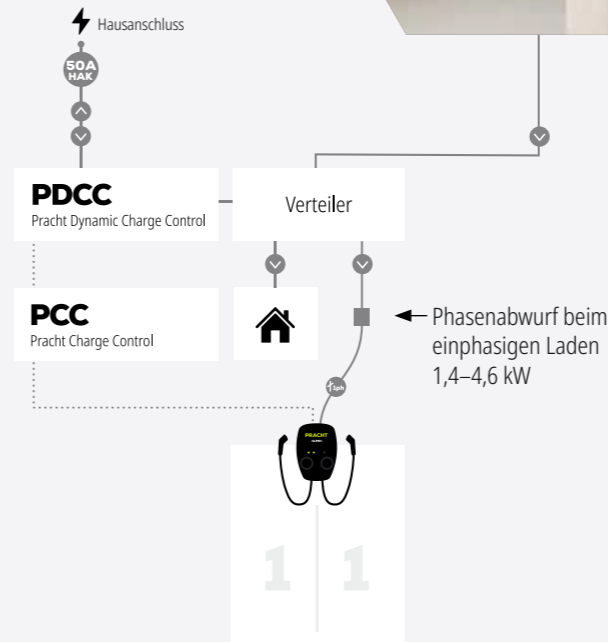 Hausanschluss
50A
HAK
PDCC
Pracht Dynamic Charge Control
Verteiler
PCC
Pracht Charge Control
Phasenabwurf beim
einphasigen Laden
1,4–4,6 kW
1ph
PRACHT
1 1